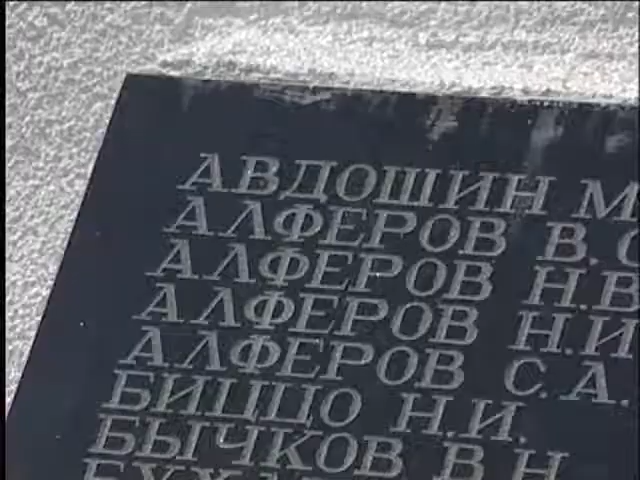 АВДОШИН М
АЛФЕРОВ В.С
АЛФЕРОВ Н.В
АЛФЕРОВ Н.И
АЛФЕРОВ С.А.
БИЦЦО Н.И.
БЫЧКОВ В.Н